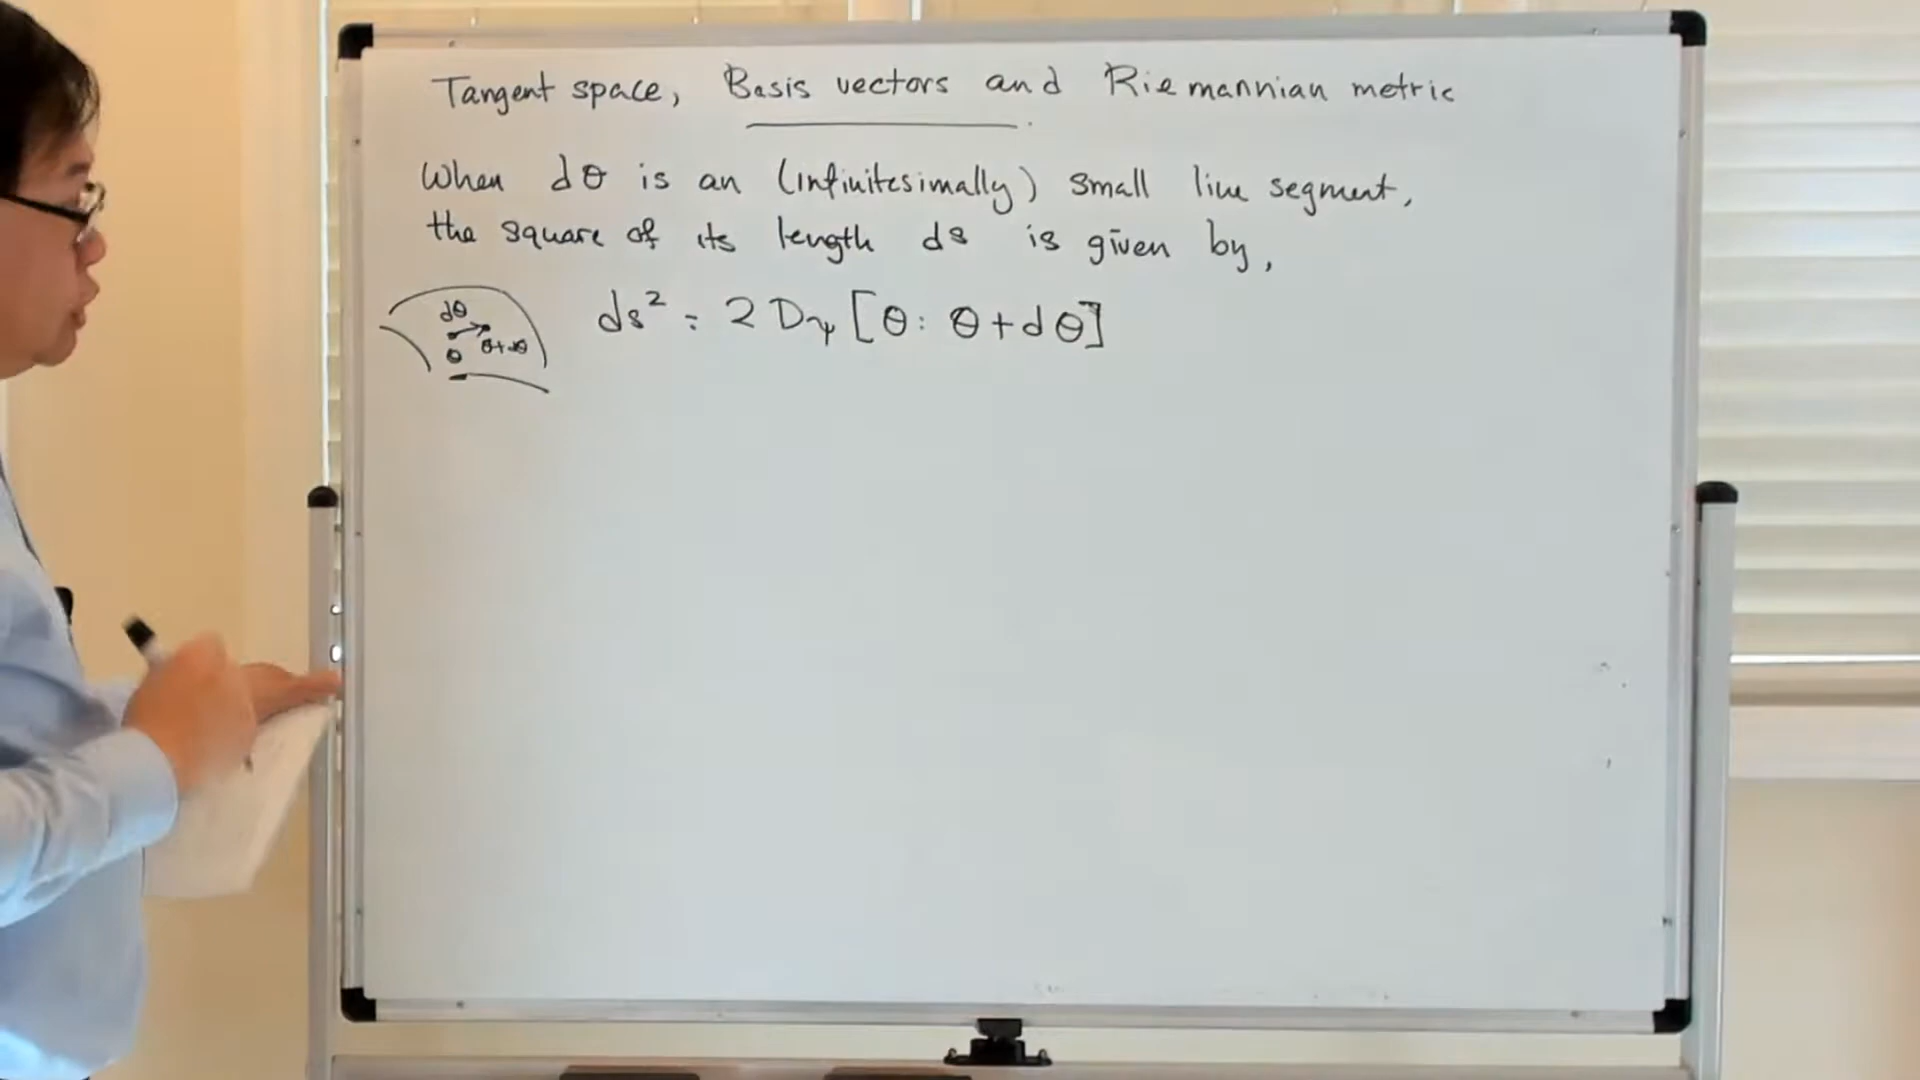 Tangent space, Basis vectors and Riemannian metric
When dθ is an (infinitesimally) small line segment,
the square of its length ds is given by,
dθ
θ θ+dθ
ds² = 2 Dψ [θ: θ+dθ]